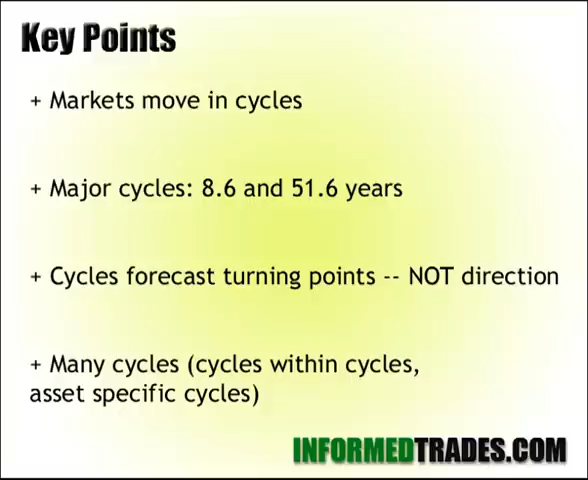 Key Points
+ Markets move in cycles
+ Major cycles: 8.6 and 51.6 years
+ Cycles forecast turning points -- NOT direction
+ Many cycles (cycles within cycles,
asset specific cycles)
INFORMEDTRADES.COM